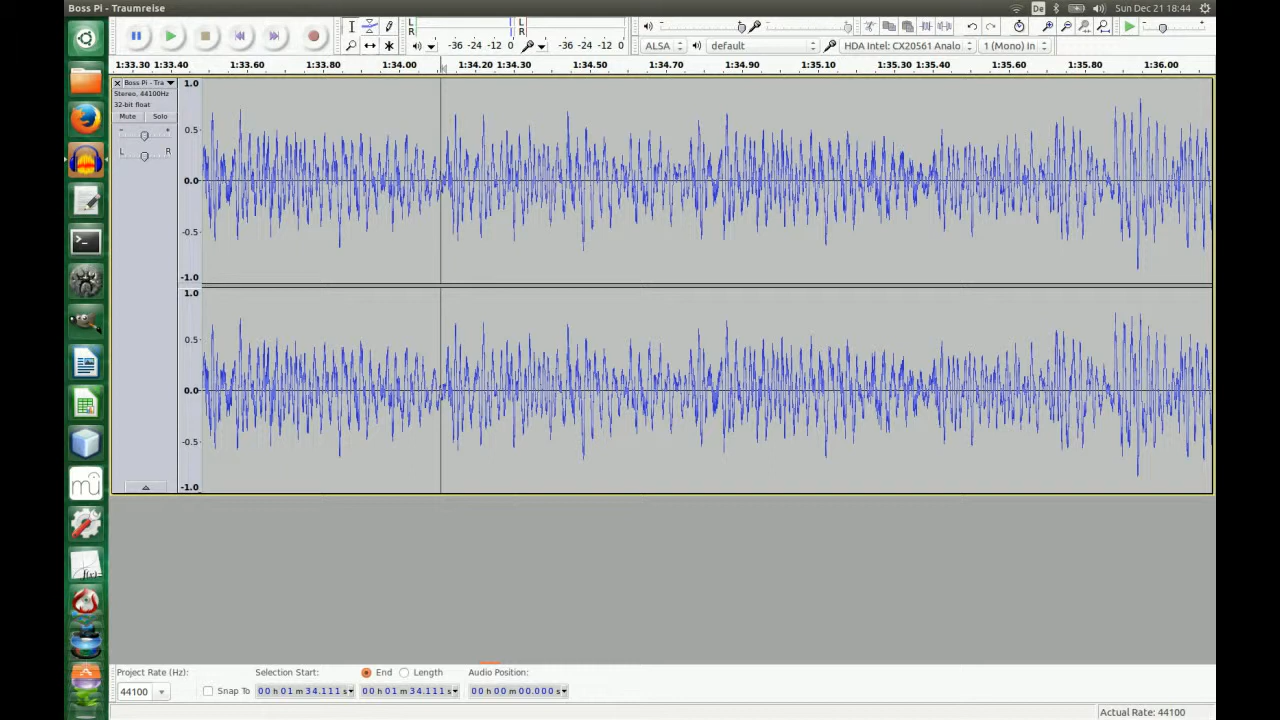 Boss Pi - Traumreise
De
Sun Dec 21 18:44
L
R
-36 -24 -12 0
L
R
-36 -24 -12 0
ALSA
default
HDA Intel: CX20561 Analo
1 (Mono) In
1:33.30 1:33.40 1:33.60 1:33.80 1:34.00 1:34.20 1:34.30 1:34.50 1:34.70 1:34.90 1:35.10 1:35.30 1:35.40 1:35.60 1:35.80 1:36.00
Boss Pi - Tra
Stereo, 44100Hz
32-bit float
Mute Solo
- +
L R
1.0
0.5
0.0
-0.5
-1.0
1.0
0.5
0.0
-0.5
-1.0
mu
f(x)
Project Rate (Hz): Selection Start: End Length Audio Position:
44100 Snap To 00 h 01 m 34.111 s 00 h 01 m 34.111 s 00 h 00 m 00.000 s
Actual Rate: 44100